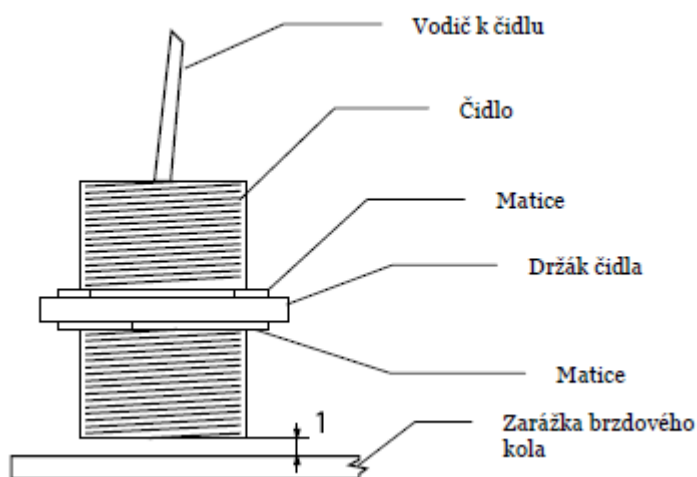 Vodič k čidlu
Čidlo
Matice
Držák čidla
Matice
1
Zarážka brzdového
kola